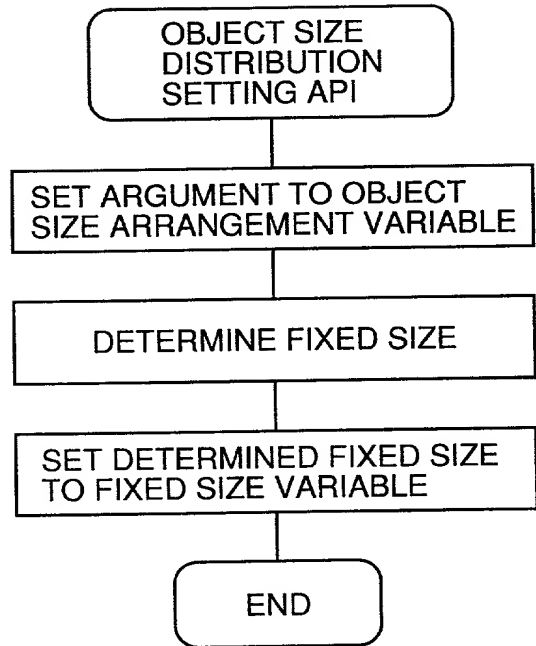 OBJECT SIZE
DISTRIBUTION
SETTING API
SET ARGUMENT TO OBJECT
SIZE ARRANGEMENT VARIABLE
DETERMINE FIXED SIZE
SET DETERMINED FIXED SIZE
TO FIXED SIZE VARIABLE
END